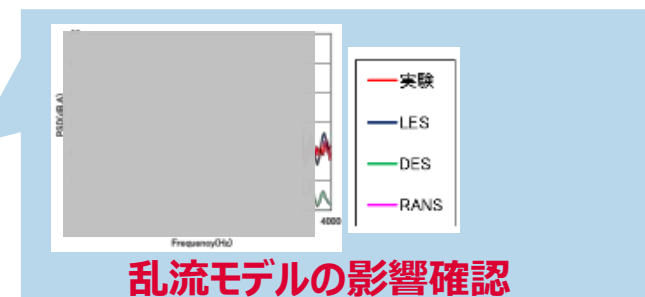 PSD(dB A)
4000
Frequency(Hz)
実験
LES
DES
RANS
乱流モデルの影響確認